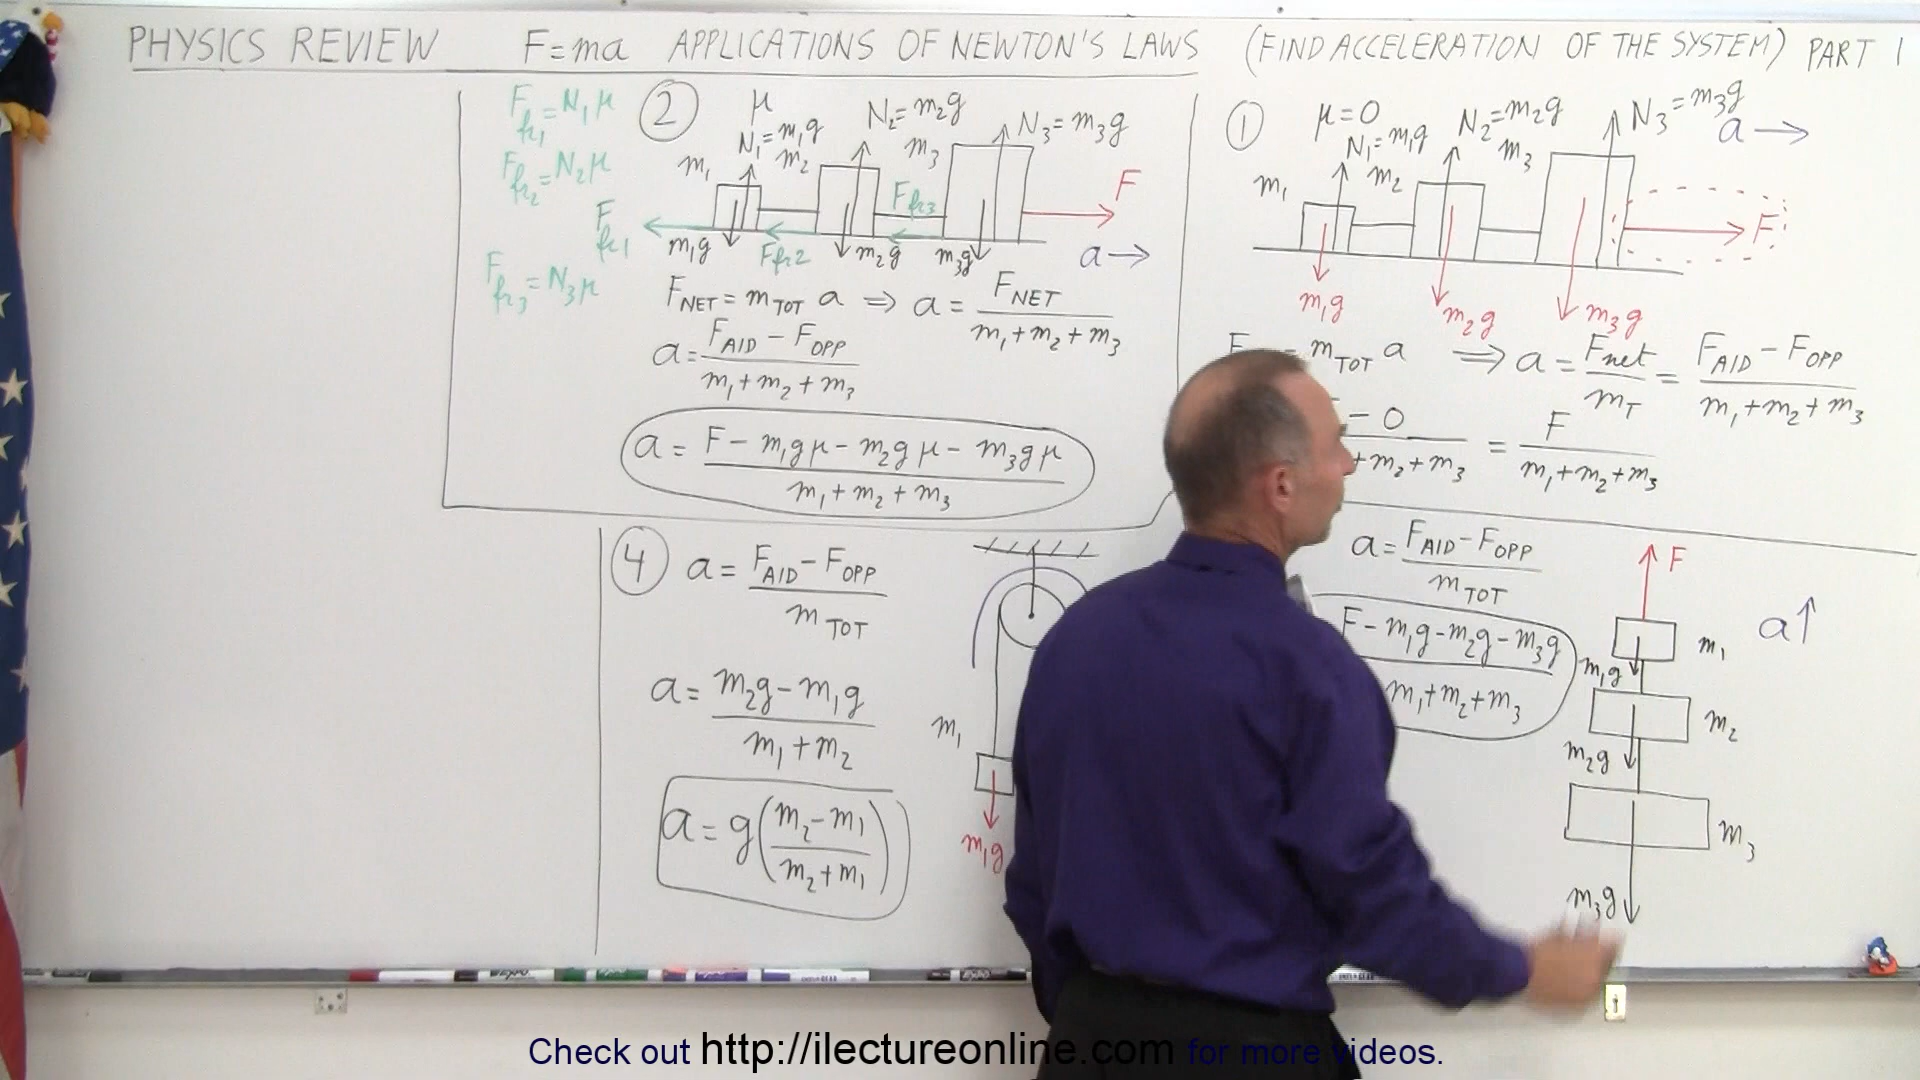 PHYSICS REVIEW F=ma APPLICATIONS OF NEWTON'S LAWS (FIND ACCELERATION OF THE SYSTEM) PART 1
② μ
F_fr1 = N₁μ
F_fr2 = N₂μ
F_fr3 = N₃μ
N₁=m₁g N₂=m₂g N₃=m₃g
m₁ m₂ m₃
F_fr3 F
F_fr1 m₁g F_fr2 m₂g m₃g a→
F_NET = m_TOT a ⇒ a = F_NET / (m₁+m₂+m₃)
a = (F_AID − F_OPP) / (m₁+m₂+m₃)
a = (F − m₁gμ − m₂gμ − m₃gμ) / (m₁+m₂+m₃)
① μ=0
N₁=m₁g N₂=m₂g N₃=m₃g a→
m₁ m₂ m₃
F
m₁g m₂g m₃g
= m_TOT a ⇒ a = F_net / m_T = (F_AID − F_OPP) / (m₁+m₂+m₃)
− 0 / + m₂ + m₃ = F / (m₁+m₂+m₃)
④ a = (F_AID − F_OPP) / m_TOT
a = (m₂g − m₁g) / (m₁+m₂)
a = g((m₂−m₁) / (m₂+m₁))
m₁
m₁g
a = (F_AID − F_OPP) / m_TOT
F − m₁g − m₂g − m₃g / m₁+m₂+m₃
F
a↑
m₁
m₁g
m₂
m₂g
m₃
m₃g
EXPO
EXPO
Check out http://ilectureonline.com for more videos.